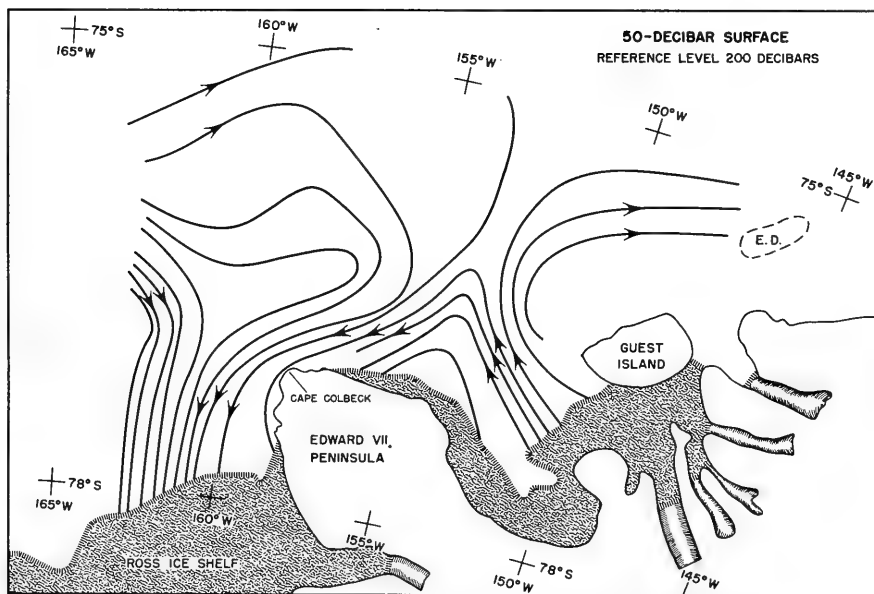 50-DECIBAR SURFACE
REFERENCE LEVEL 200 DECIBARS
75°S
165°W
160°W
155°W
150°W
145°W
75°S
E.D.
GUEST
ISLAND
CAPE COLBECK
EDWARD VII
PENINSULA
78°S
165°W
160°W
155°W
ROSS ICE SHELF
78°S
150°W
145°W